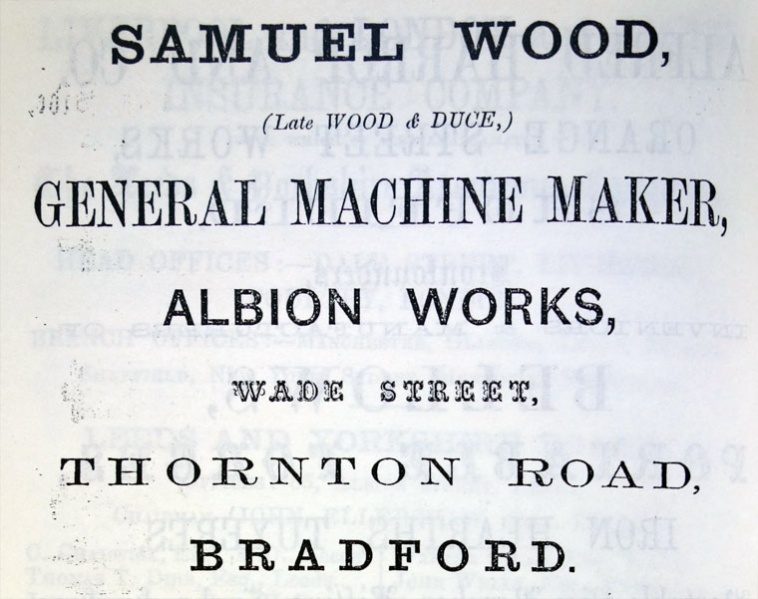 SAMUEL WOOD,
(Late WOOD & DUCE,)
GENERAL MACHINE MAKER,
ALBION WORKS,
WADE STREET,
THORNTON ROAD,
BRADFORD.